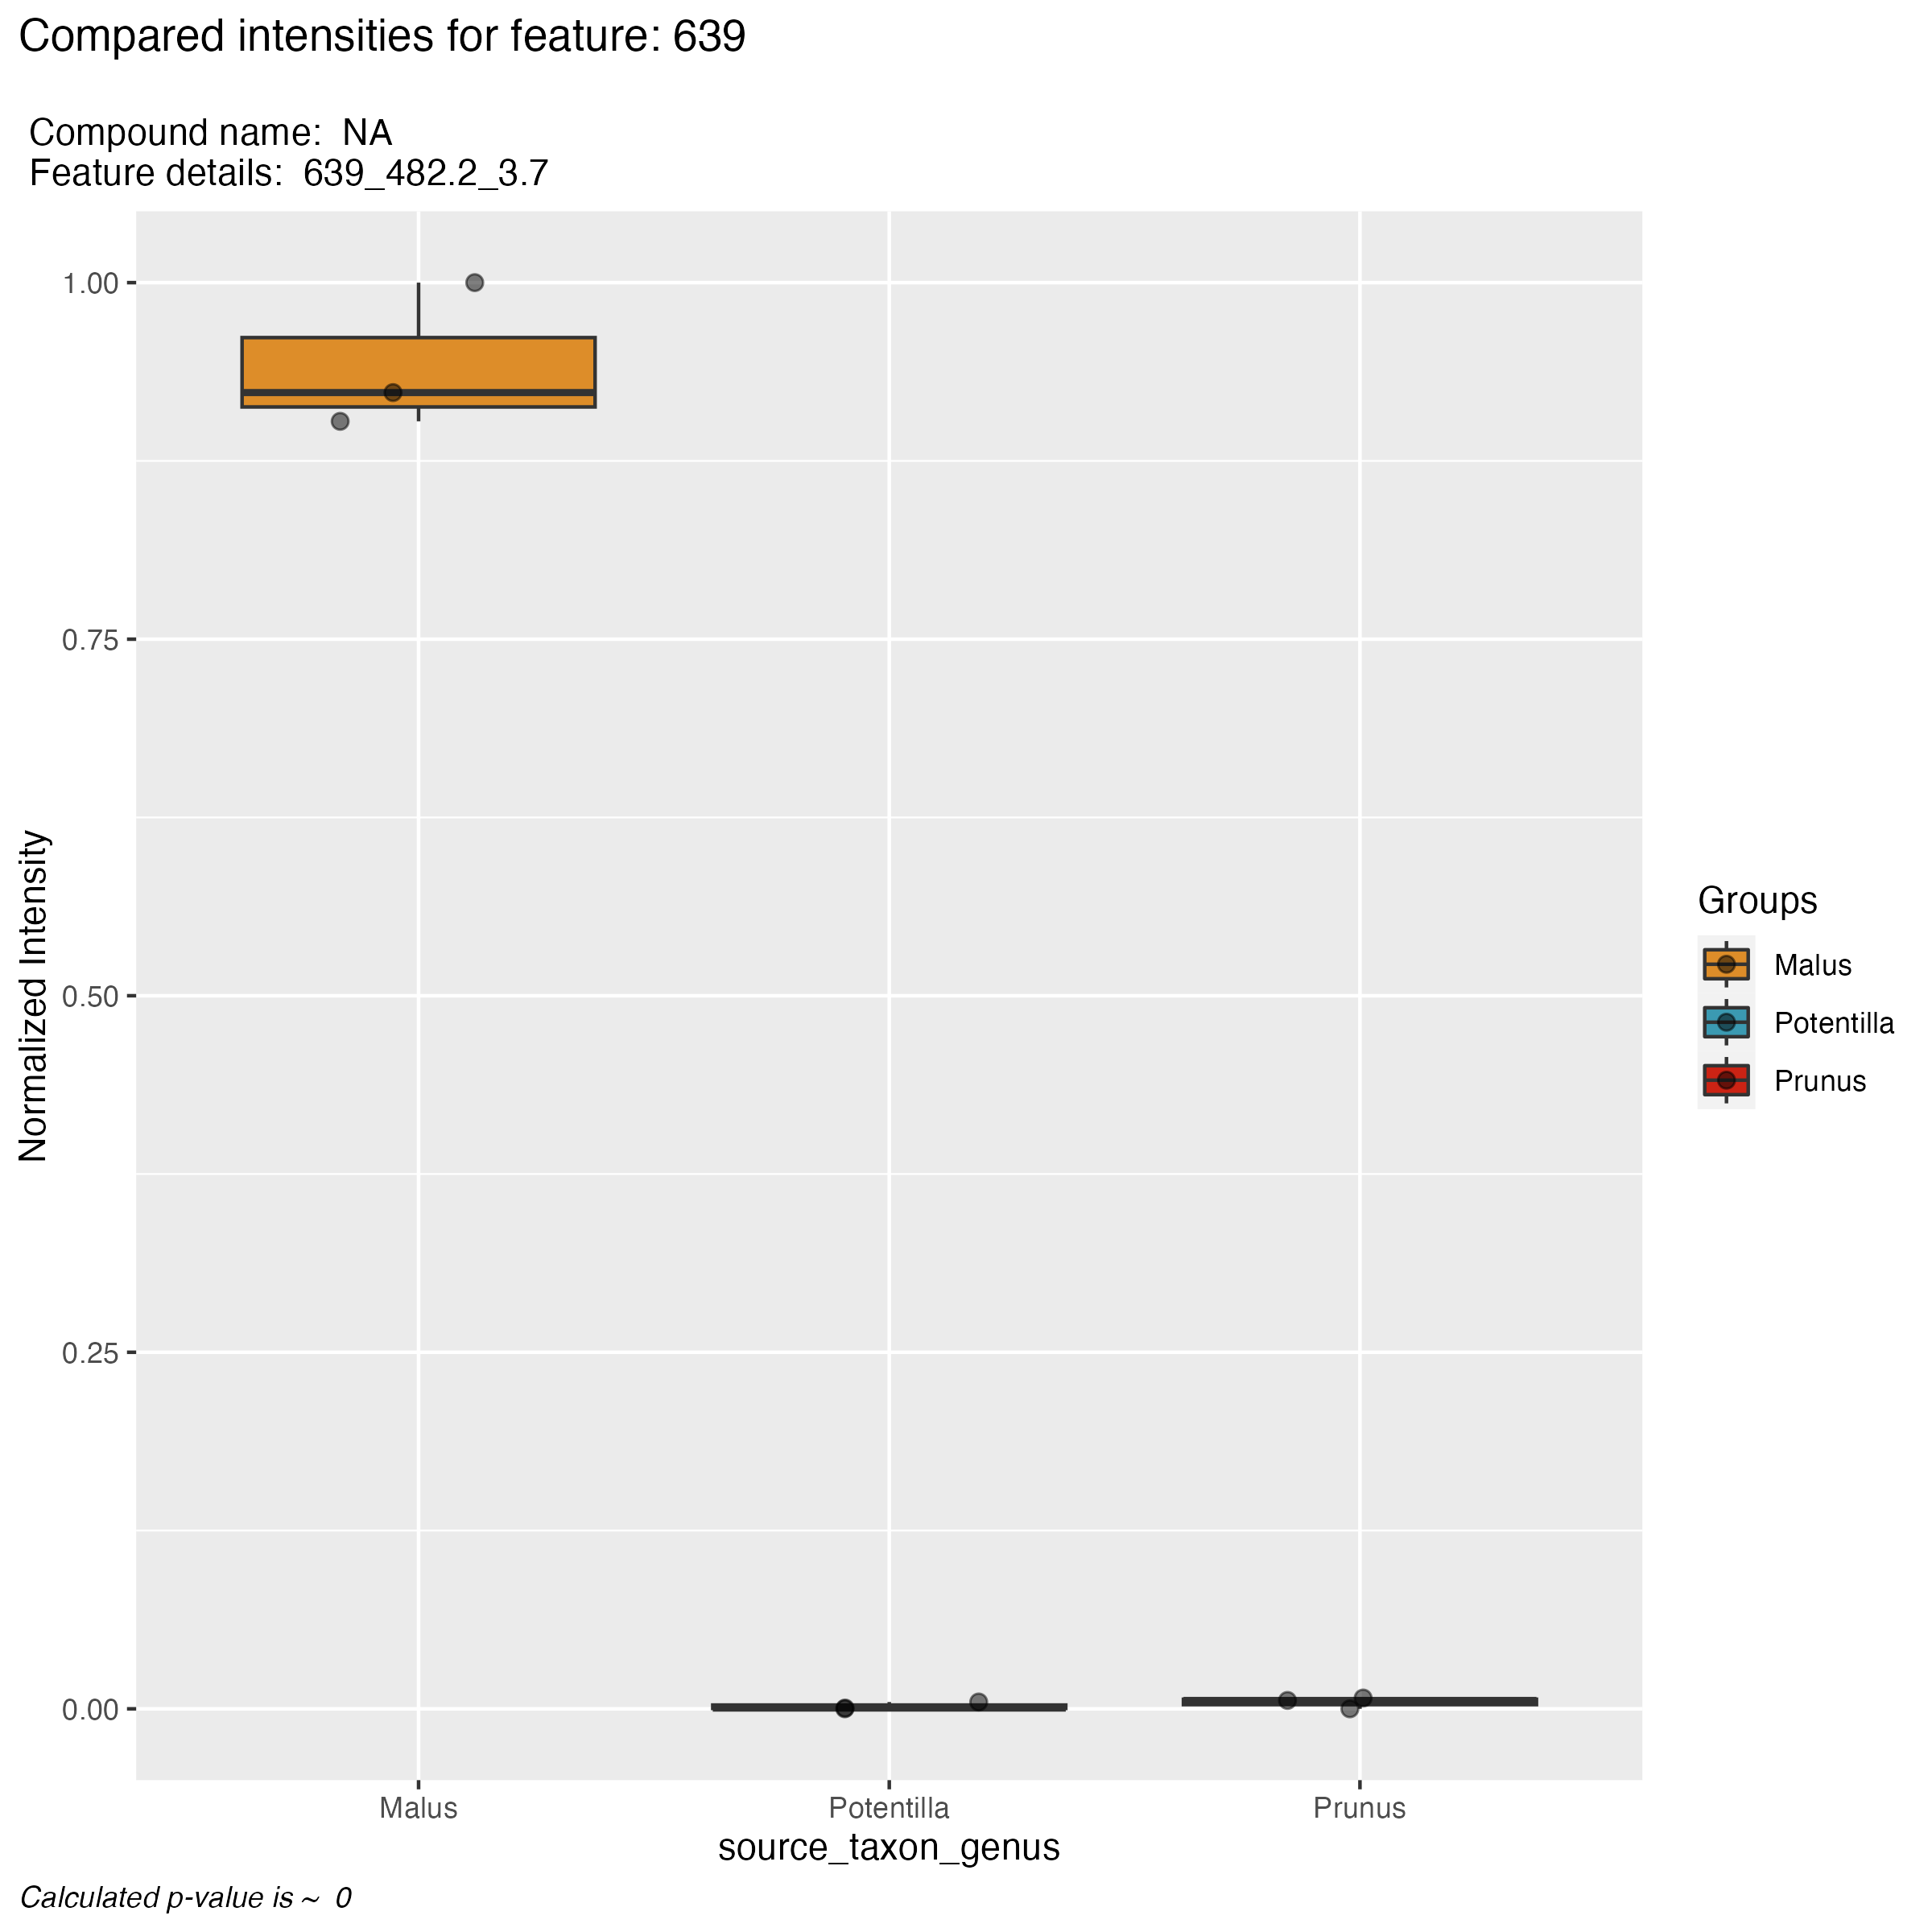 Compared intensities for feature: 639
Compound name:  NA
Feature details:  639_482.2_3.7
1.00
0.75
0.50
0.25
0.00
Normalized Intensity
Malus
Potentilla
Prunus
source_taxon_genus
Groups
Malus
Potentilla
Prunus
Calculated p-value is ~  0